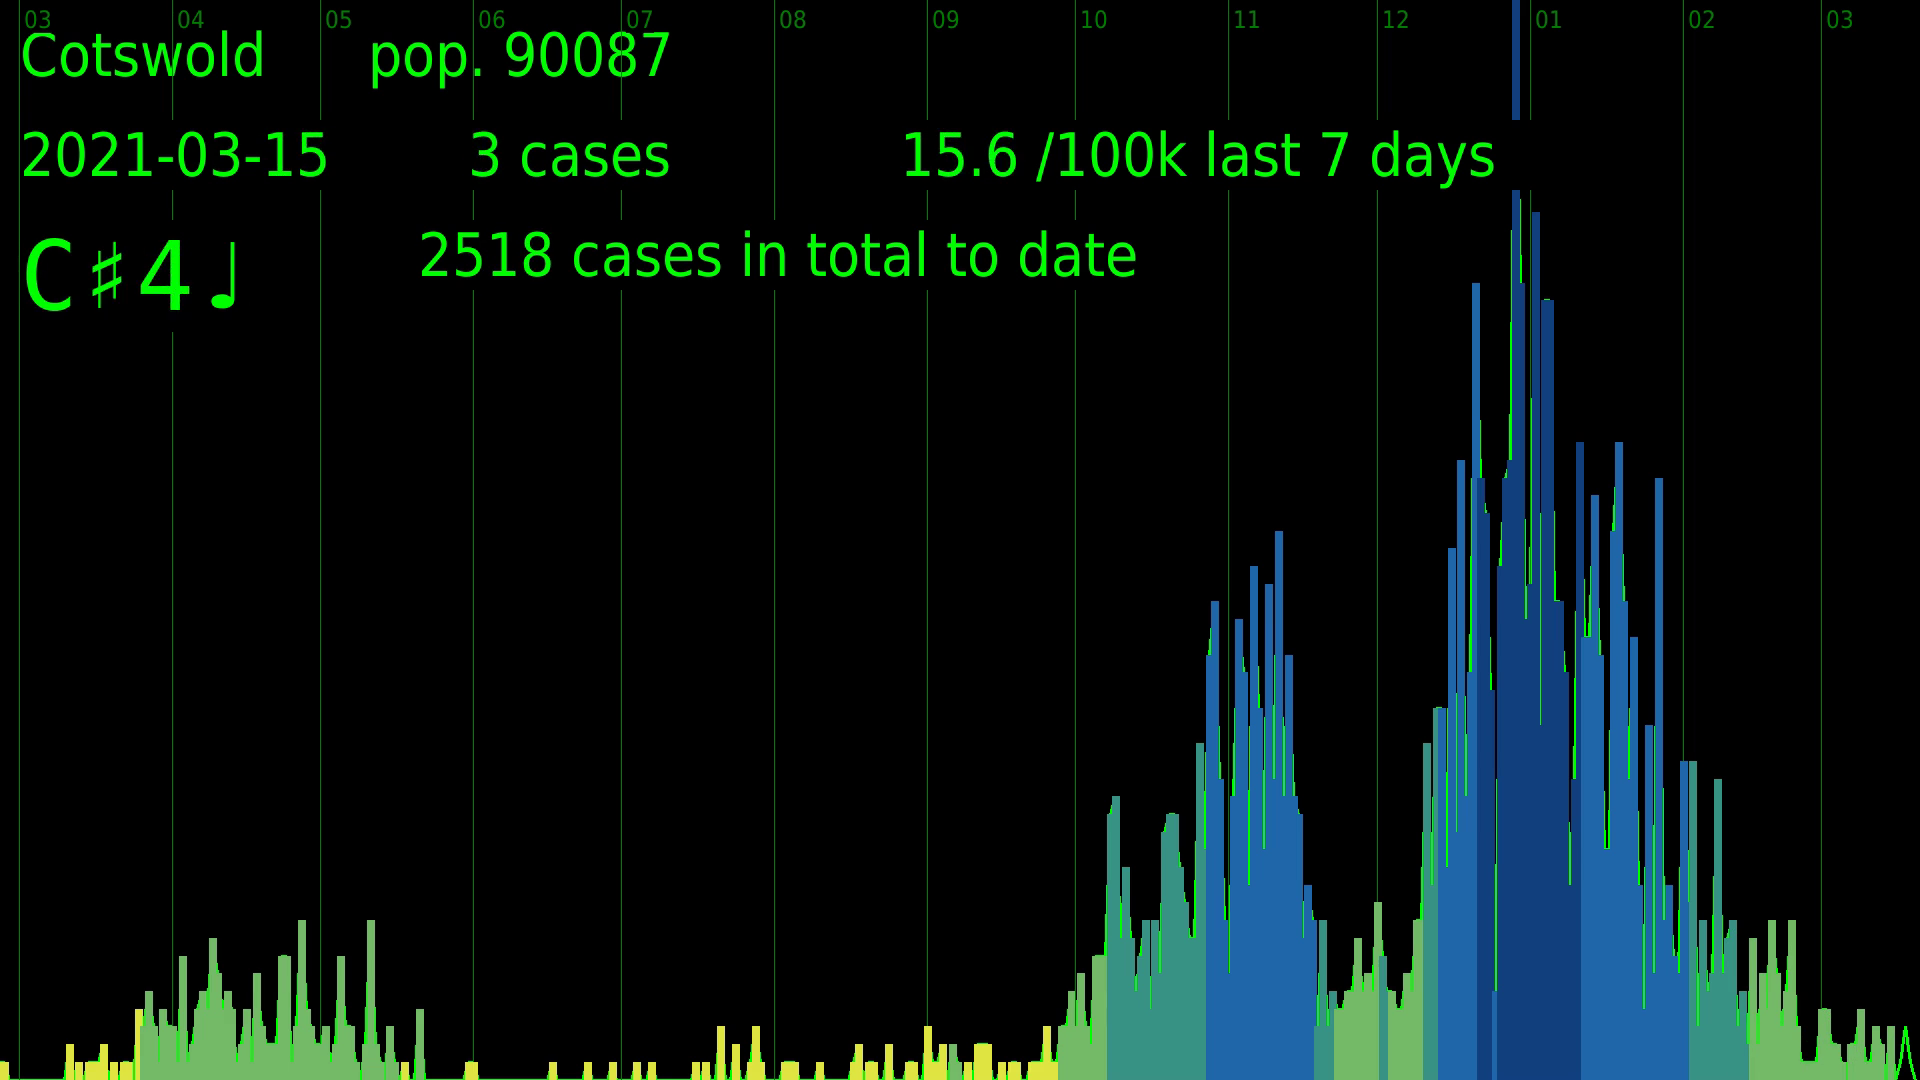 03 04 05 06 07 08 09 10 11 12 01 02 03
Cotswold pop. 90087
2021-03-15 3 cases 15.6 /100k last 7 days
C♯4♩ 2518 cases in total to date